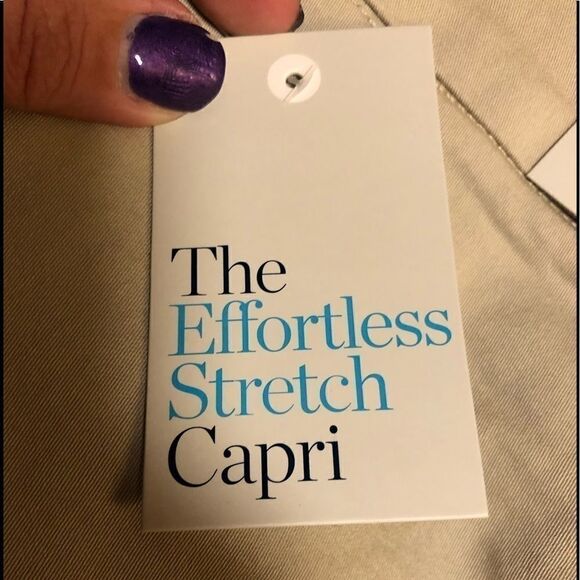 The
Effortless
Stretch
Capri